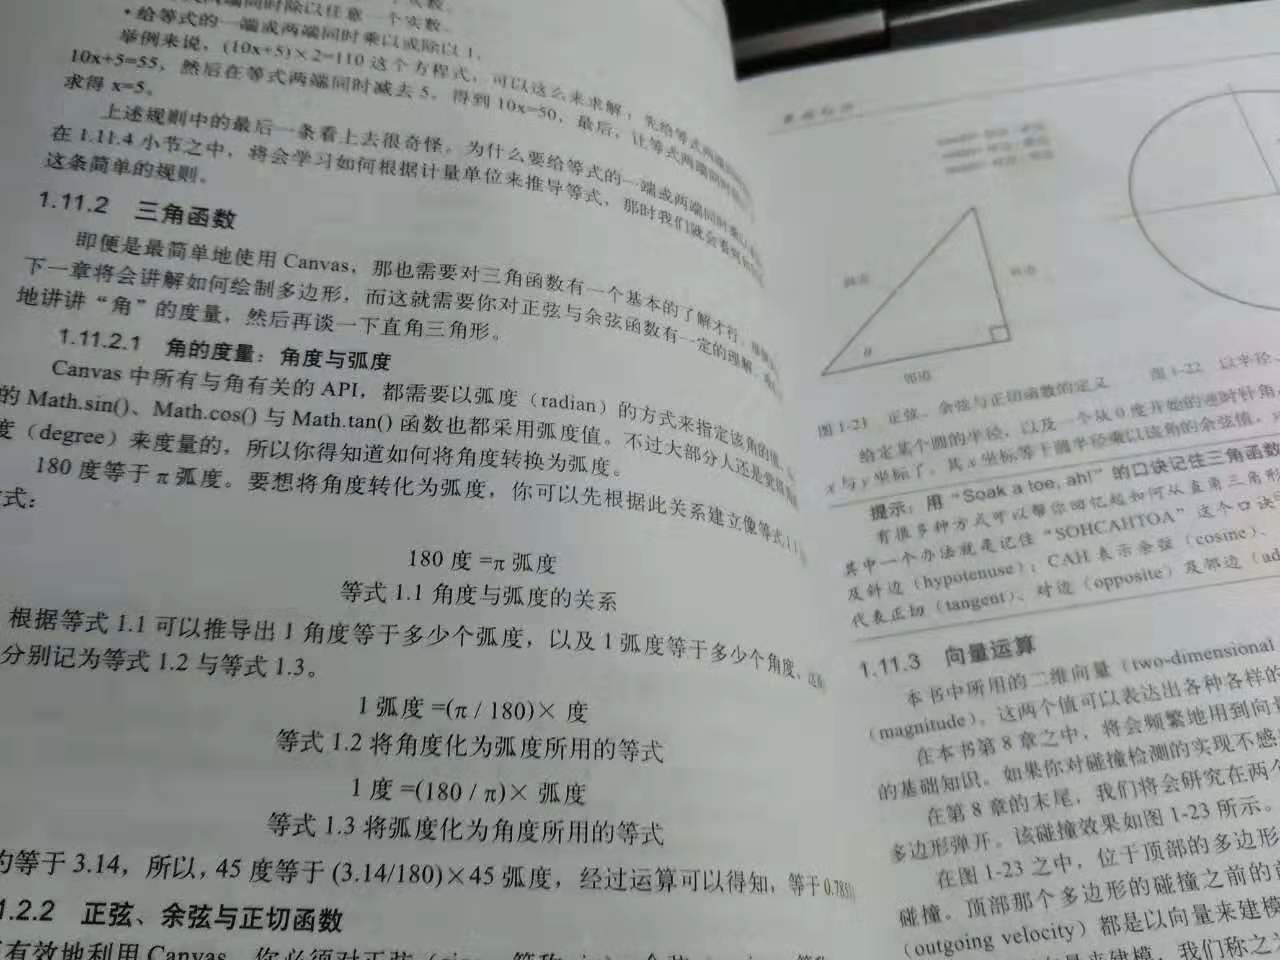 两端同时除以任意一个实数。
·给等式的一端或两端同时乘以或除以1。
举例来说，(10x+5)×2=110 这个方程式，可以这么来求解：先给等式两端
10x+5=55，然后在等式两端同时减去 5，得到 10x=50，最后，让等式两端同时
求得 x=5。
上述规则中的最后一条看上去很奇怪。为什么要给等式的一端或两端同时乘以
在 1.11.4 小节之中，将会学习如何根据计量单位来推导等式，那时我们就会看到
这条简单的规则。
1.11.2 三角函数
即便是最简单地使用 Canvas，那也需要对三角函数有一个基本的了解才行。
下一章将会讲解如何绘制多边形，而这就需要你对正弦与余弦函数有一定的理解。
地讲讲“角”的度量，然后再谈一下直角三角形。
1.11.2.1 角的度量：角度与弧度
Canvas 中所有与角有关的 API，都需要以弧度（radian）的方式来指定该角的值。
的 Math.sin()、Math.cos() 与 Math.tan() 函数也都采用弧度值。不过大部分人还是
度（degree）来度量的，所以你得知道如何将角度转换为弧度。
180 度等于 π 弧度。要想将角度转化为弧度，你可以先根据此关系建立像等式 1.1
式：
180 度 =π 弧度
等式 1.1 角度与弧度的关系
根据等式 1.1 可以推导出 1 角度等于多少个弧度，以及 1 弧度等于多少个角度，
分别记为等式 1.2 与等式 1.3。
1 弧度 =(π / 180)× 度
等式 1.2 将角度化为弧度所用的等式
1 度 =(180 / π)× 弧度
等式 1.3 将弧度化为角度所用的等式
约等于 3.14，所以，45 度等于 (3.14/180)×45 弧度，经过运算可以得知，等于 0.785
1.2.2 正弦、余弦与正切函数
有效地利用 Canvas，你必须对正弦
θ
邻边
图 1-21 正弦、余弦与正切函数的定义 图 1-22 以半径、
给定某个圆的半径，以及一个从 0 度开始的逆时针角
x 与 y 坐标了。其 x 坐标等于圆半径乘以该角的余弦值，
提示：用“Soak a toe, ah!”的口诀记住三角函数
有很多种方式可以帮你回忆起如何从直角三角形
其中一个办法就是记住“SOHCAHTOA”这个口诀
及斜边（hypotenuse）；CAH 表示余弦（cosine）、
代表正切（tangent）、对边（opposite）及邻边（ad
1.11.3 向量运算
本书中所用的二维向量（two-dimensional
（magnitude）。这两个值可以表达出各种各样的
在本书第 8 章之中，将会频繁地用到向
的基础知识。如果你对碰撞检测的实现不感
在第 8 章的末尾，我们将会研究在两个
多边形弹开。该碰撞效果如图 1-23 所示。
在图 1-23 之中，位于顶部的多边形
碰撞。顶部那个多边形的碰撞之前的
（outgoing velocity）都是以向量来建模
量来建模，我们称之为